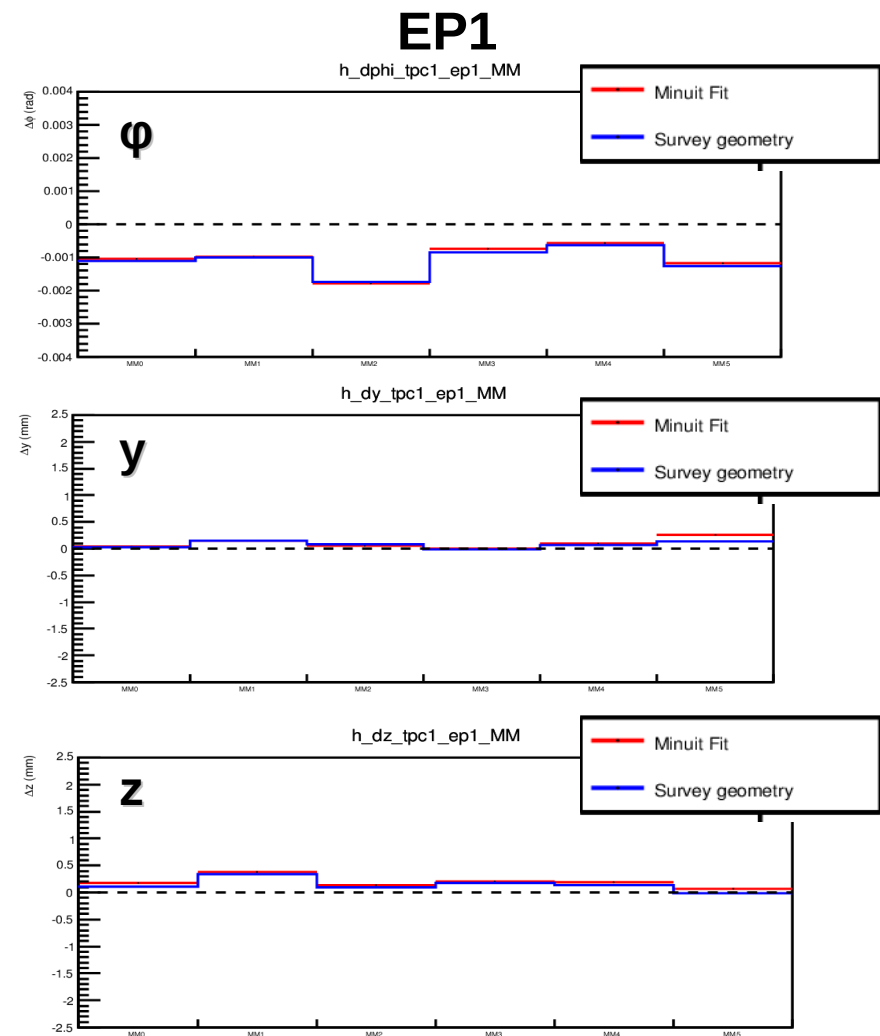 EP1
h_dphi_tpc1_ep1_MM
Minuit Fit
Survey geometry
Δϕ (rad)
φ
0.004
0.003
0.002
0.001
0
-0.001
-0.002
-0.003
-0.004
MM0 MM1 MM2 MM3 MM4 MM5
h_dy_tpc1_ep1_MM
Minuit Fit
Survey geometry
Δy (mm)
y
2.5
2
1.5
1
0.5
0
-0.5
-1
-1.5
-2
-2.5
MM0 MM1 MM2 MM3 MM4 MM5
h_dz_tpc1_ep1_MM
Minuit Fit
Survey geometry
Δz (mm)
z
2.5
2
1.5
1
0.5
0
-0.5
-1
-1.5
-2
-2.5
MM0 MM1 MM2 MM3 MM4 MM5